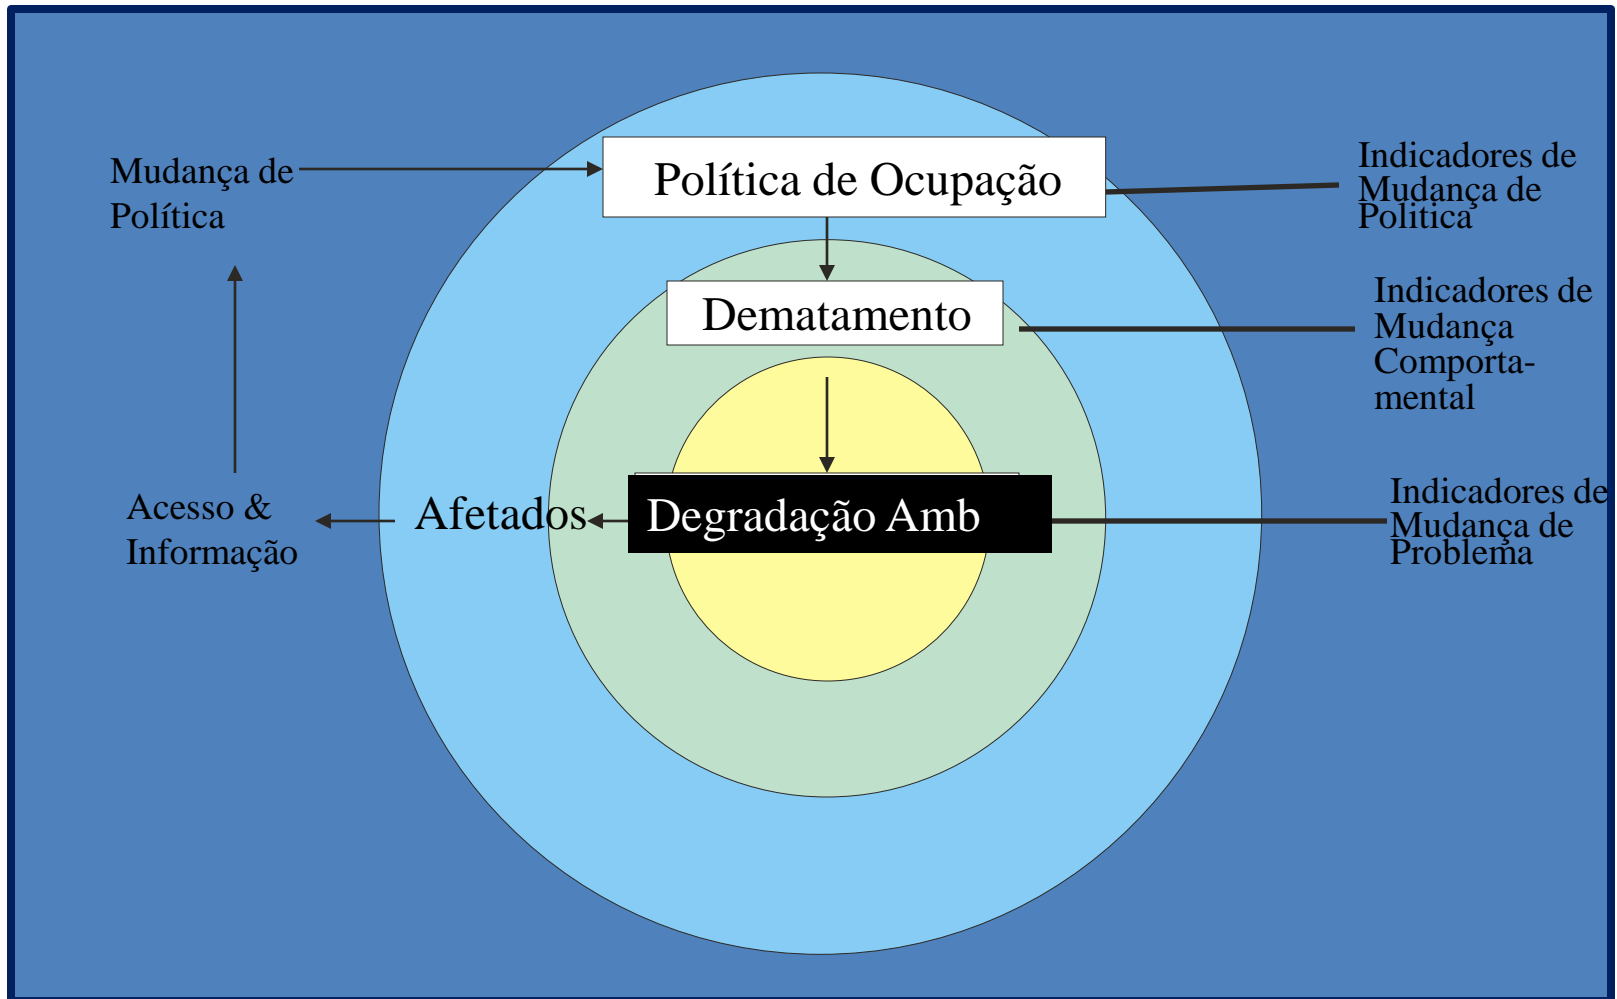 Mudança de
Política
Política de Ocupação
Indicadores de
Mudança de
Politica
Dematamento
Indicadores de
Mudança
Comporta-
mental
Acesso &
Informação
Afetados
Degradação Amb
Indicadores de
Mudança de
Problema